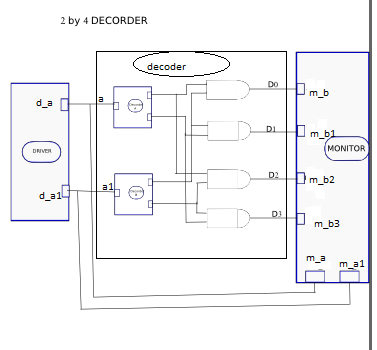 2 by 4 DECORDER
decoder
d_a
a
D0
m_b
D1
m_b1
DRIVER
MONITOR
a1
D2
m_b2
d_a1
D3
m_b3
m_a
m_a1